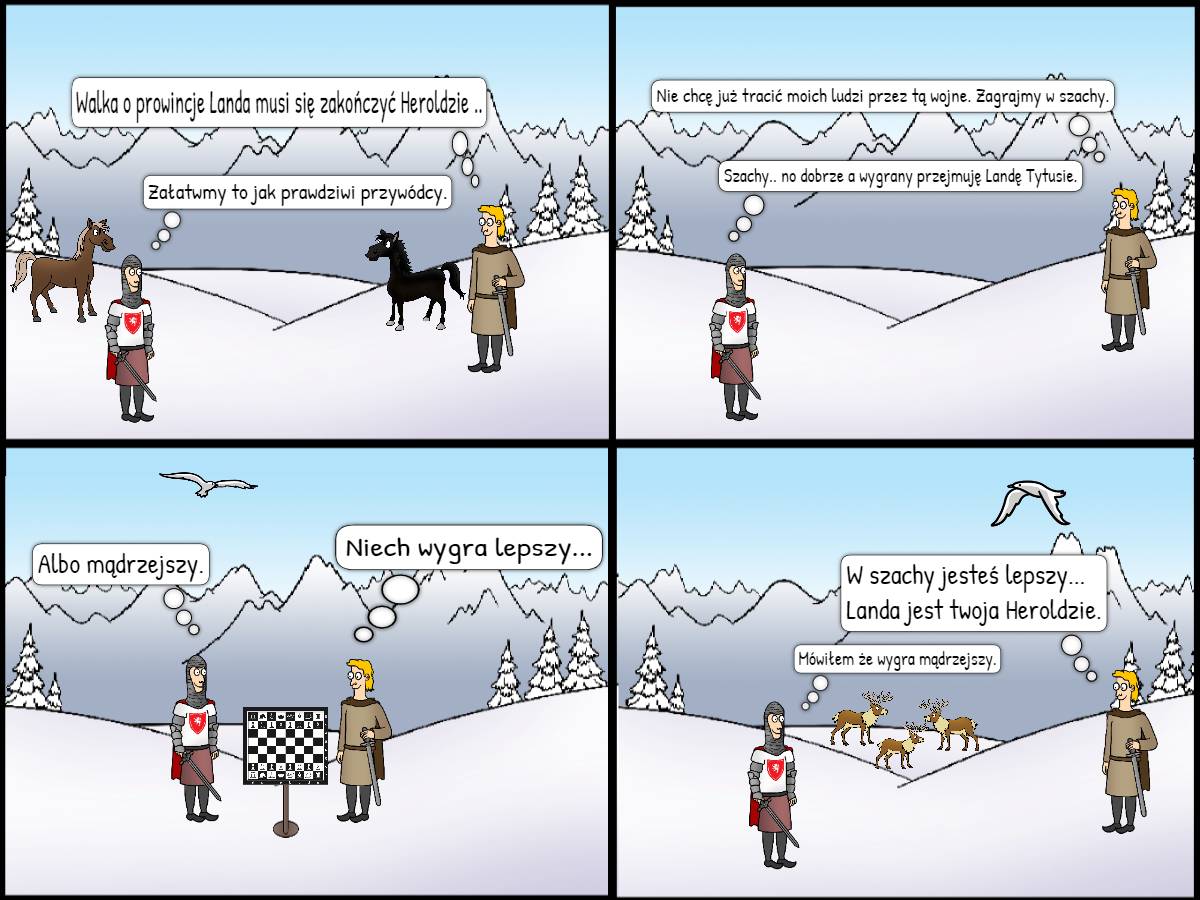 Walka o prowincje Landa musi się zakończyć Heroldzie ..
Załatwmy to jak prawdziwi przywódcy.
Nie chcę już tracić moich ludzi przez tą wojne. Zagrajmy w szachy.
Szachy.. no dobrze a wygrany przejmuję Landę Tytusie.
Niech wygra lepszy...
Albo mądrzejszy.
W szachy jesteś lepszy...
Landa jest twoja Heroldzie.
Mówiłem że wygra mądrzejszy.